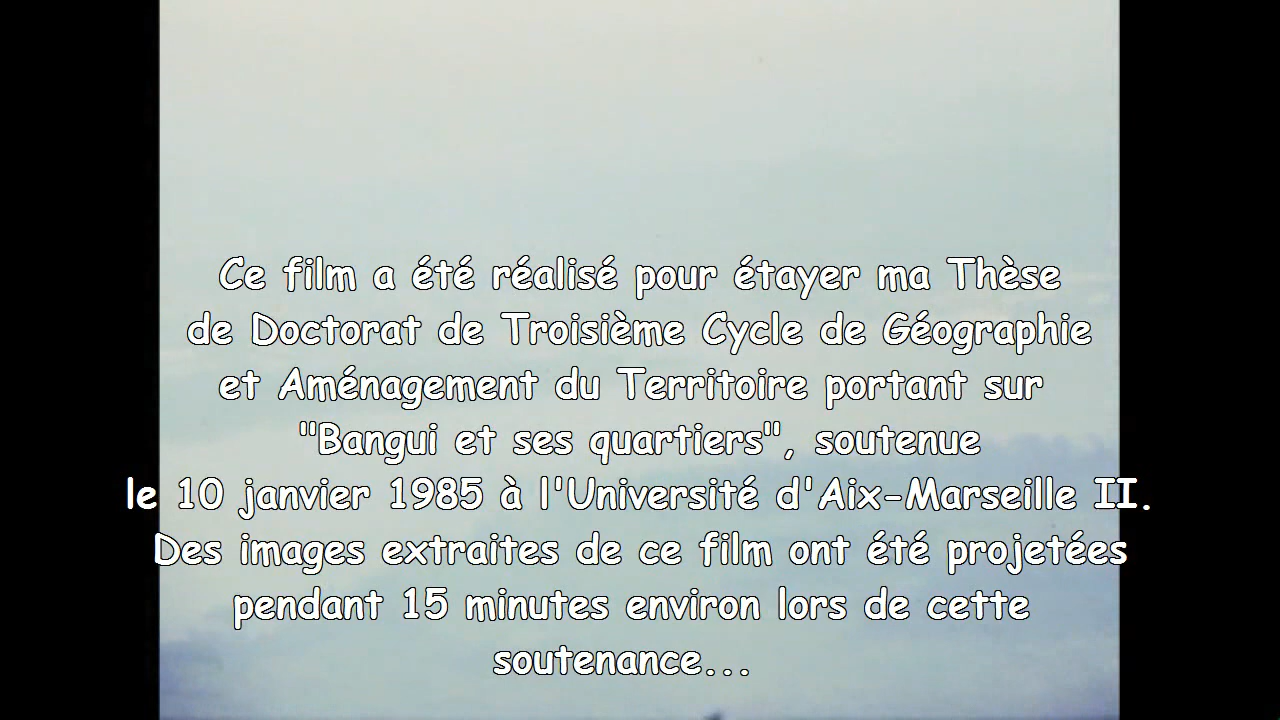 Ce film a été réalisé pour étayer ma Thèse
de Doctorat de Troisième Cycle de Géographie
et Aménagement du Territoire portant sur
"Bangui et ses quartiers", soutenue
le 10 janvier 1985 à l'Université d'Aix-Marseille II.
Des images extraites de ce film ont été projetées
pendant 15 minutes environ lors de cette
soutenance...